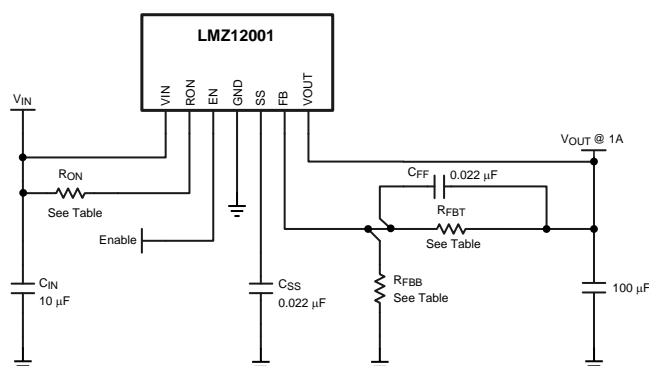 LMZ12001
VIN
RON
EN
GND
SS
FB
VOUT
VIN
VOUT @ 1A
RON
See Table
CFF
0.022 μF
RFBT
See Table
Enable
CIN
10 μF
CSS
0.022 μF
RFBB
See Table
100 μF